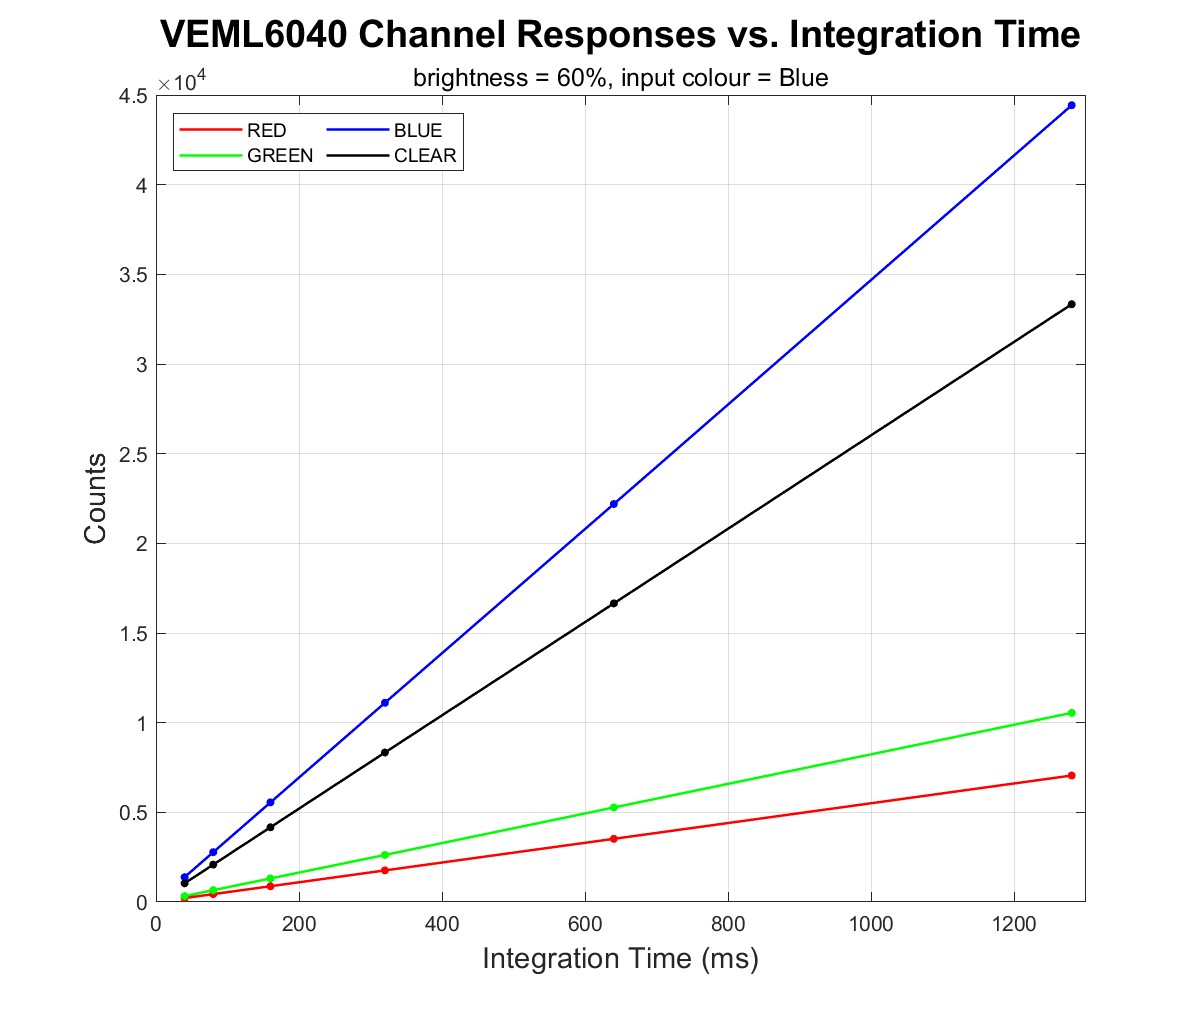 VEML6040 Channel Responses vs. Integration Time
brightness = 60%, input colour = Blue
×10⁴
4.5
4
3.5
3
2.5
2
1.5
1
0.5
0
RED
BLUE
GREEN
CLEAR
Counts
0 200 400 600 800 1000 1200
Integration Time (ms)